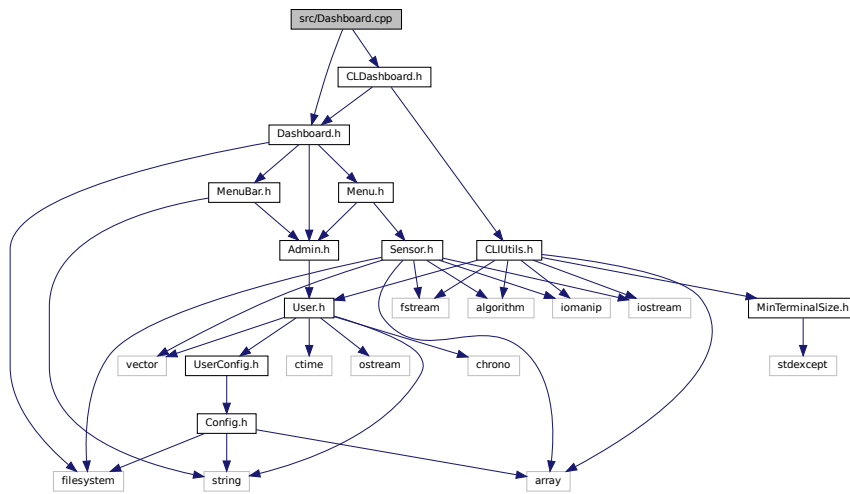 src/Dashboard.cpp
CLDashboard.h
Dashboard.h
MenuBar.h
Menu.h
Admin.h
Sensor.h
CLIUtils.h
User.h
fstream
algorithm
iomanip
iostream
MinTerminalSize.h
vector
UserConfig.h
ctime
ostream
chrono
stdexcept
Config.h
filesystem
string
array